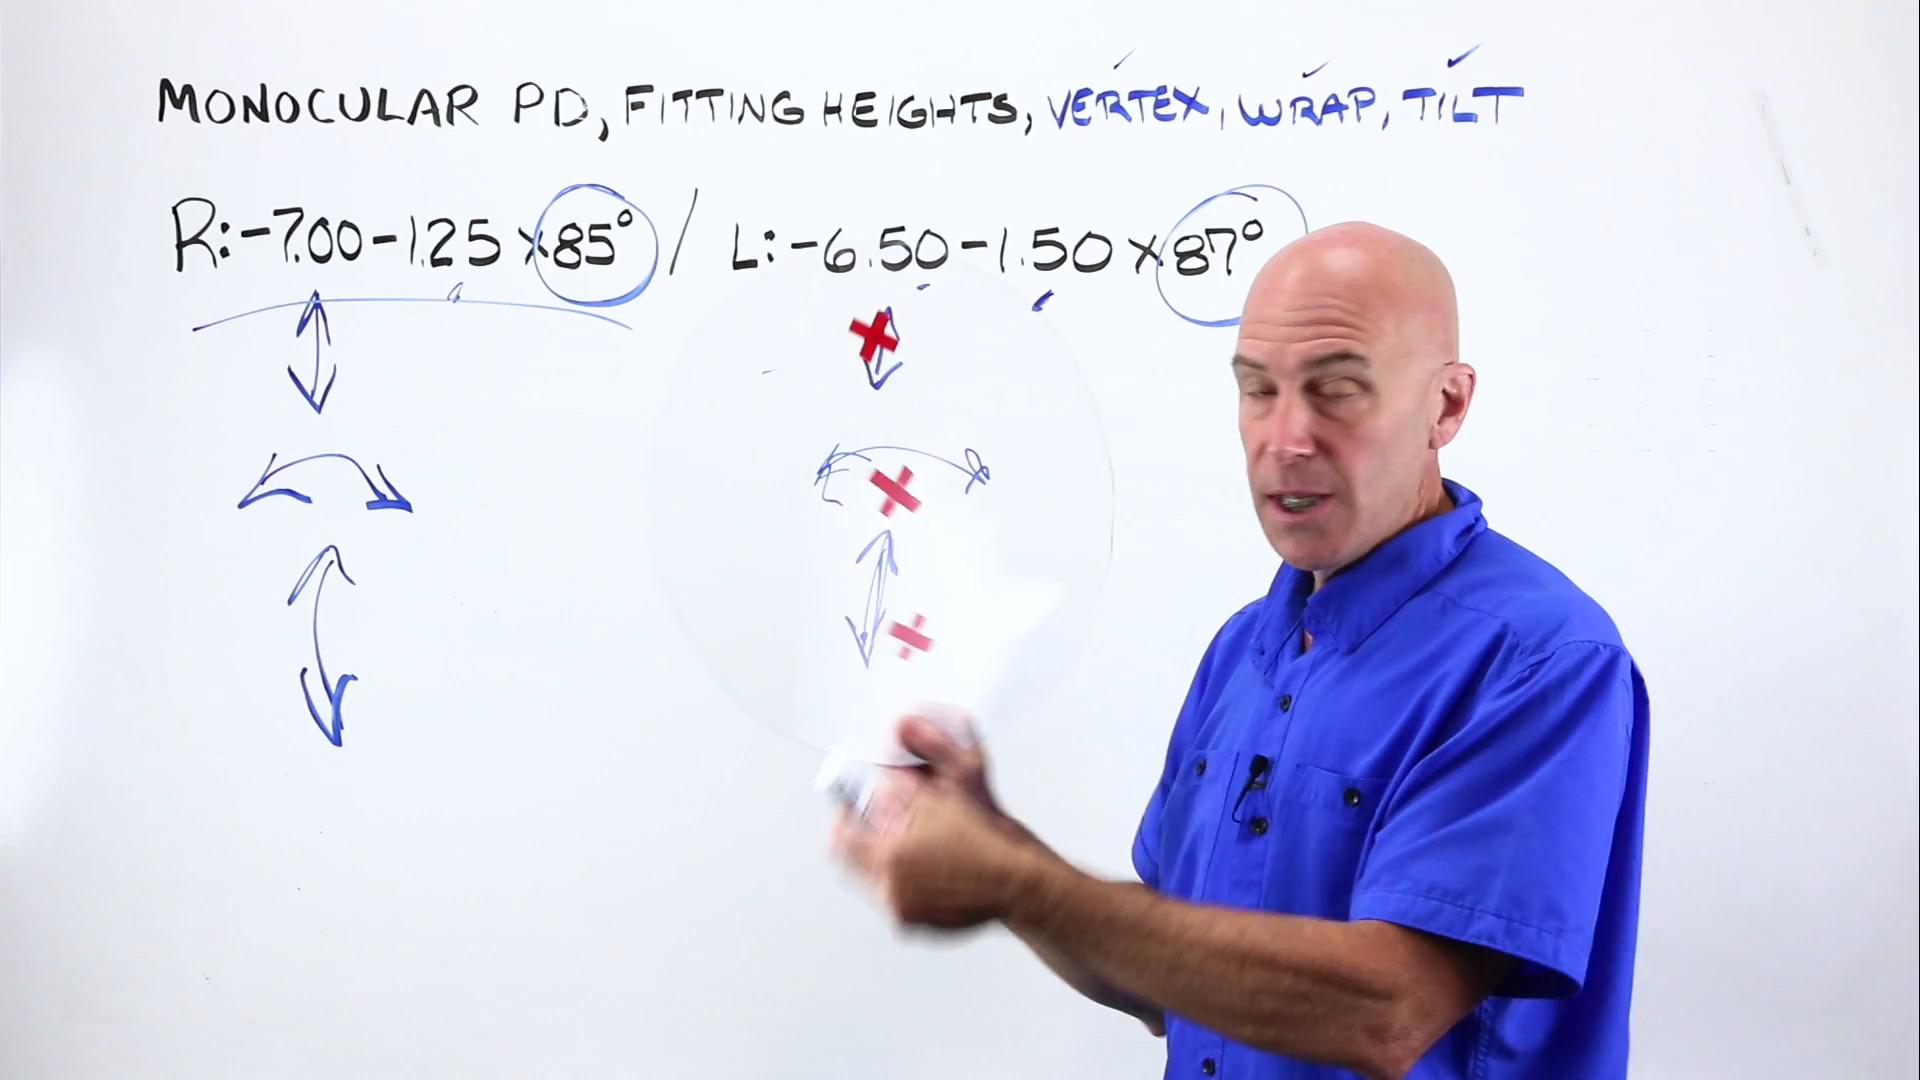 MONOCULAR PD, FITTING HEIGHTS, VERTEX, WRAP, TILT
R: -7.00 -1.25 x 85° / L: -6.50 -1.50 x 87°